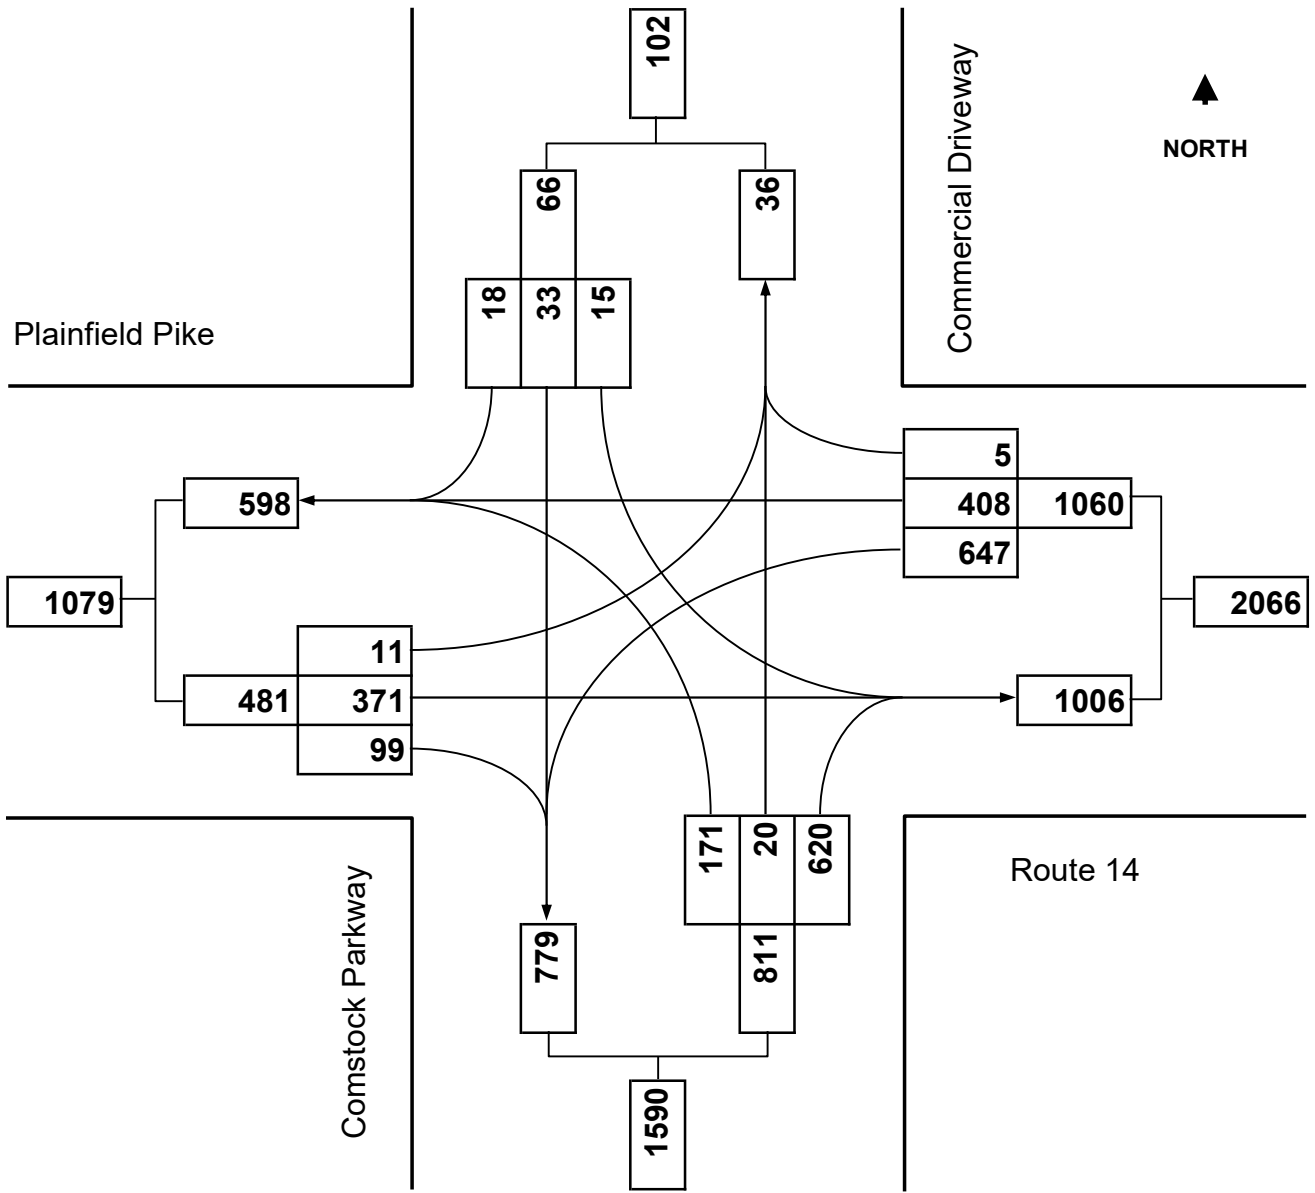 102
Commercial Driveway
NORTH
66
36
18 33 15
Plainfield Pike
5
598
408 1060
647
1079
2066
11
481 371
1006
99
171 20 620
Route 14
Comstock Parkway
779
811
1590